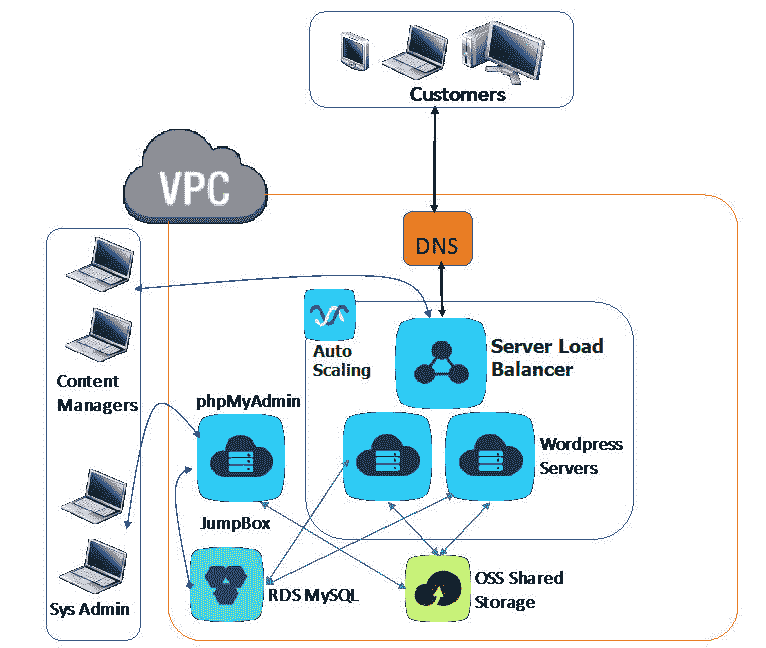 Customers
VPC
DNS
Auto
Scaling
Server Load
Balancer
Content
Managers
phpMyAdmin
Wordpress
Servers
JumpBox
Sys Admin
RDS MySQL
OSS Shared
Storage